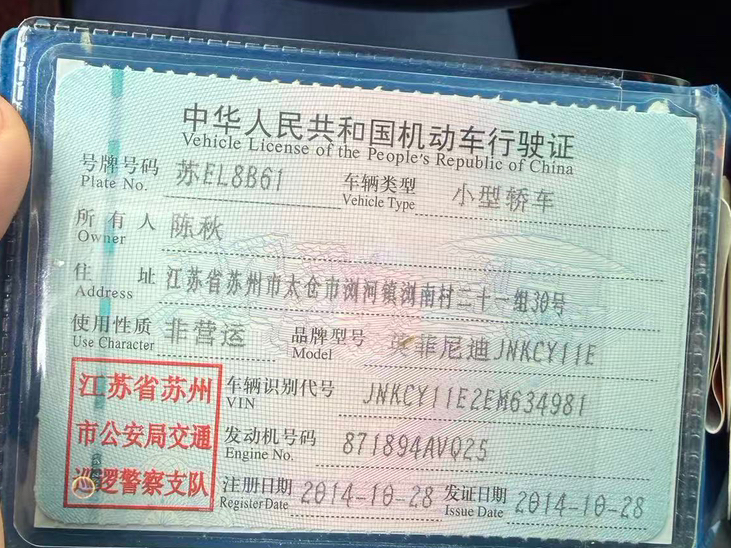 中华人民共和国机动车行驶证
Vehicle License of the People's Republic of China
号牌号码 苏EL8B61 车辆类型 小型轿车
Plate No. Vehicle Type
所有人 陈秋
Owner
住址 江苏省苏州市太仓市浏河镇浏南村二十一组30号
Address
使用性质 非营运 品牌型号 英菲尼迪JNKCY11E
Use Character Model
江苏省苏州
市公安局交通
巡逻警察支队
车辆识别代号 JNKCY11E2EM634981
VIN
发动机号码 871894AVQ25
Engine No.
注册日期 2014-10-28 发证日期 2014-10-28
Register Date Issue Date